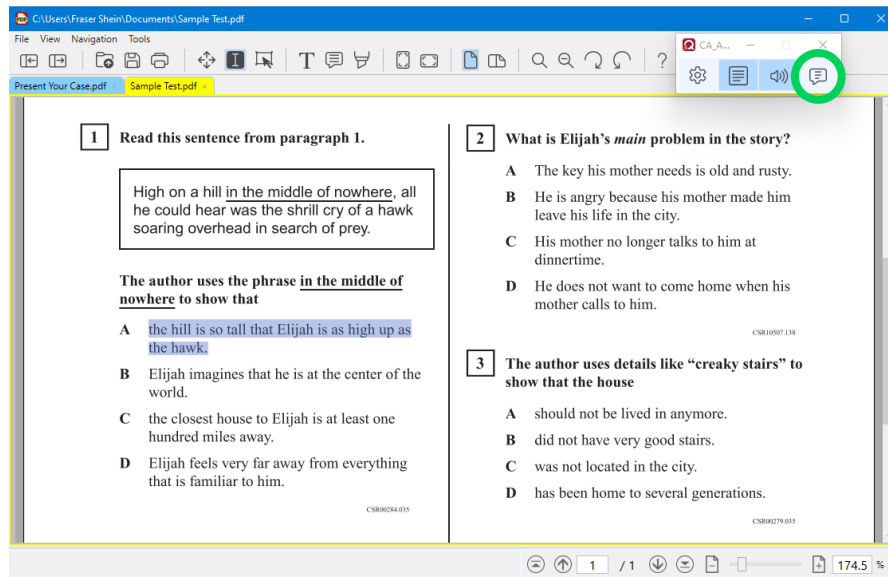 C:\Users\Fraser Shein\Documents\Sample Test.pdf
File View Navigation Tools
CA_A...
Present Your Case.pdf
Sample Test.pdf
1
Read this sentence from paragraph 1.
High on a hill in the middle of nowhere, all
he could hear was the shrill cry of a hawk
soaring overhead in search of prey.
The author uses the phrase in the middle of
nowhere to show that
A the hill is so tall that Elijah is as high up as
the hawk.
B Elijah imagines that he is at the center of the
world.
C the closest house to Elijah is at least one
hundred miles away.
D Elijah feels very far away from everything
that is familiar to him.
CSR00284.035
2
What is Elijah’s main problem in the story?
A The key his mother needs is old and rusty.
B He is angry because his mother made him
leave his life in the city.
C His mother no longer talks to him at
dinnertime.
D He does not want to come home when his
mother calls to him.
CSR10507.138
3
The author uses details like “creaky stairs” to
show that the house
A should not be lived in anymore.
B did not have very good stairs.
C was not located in the city.
D has been home to several generations.
CSR00279.035
1 / 1 174.5 %